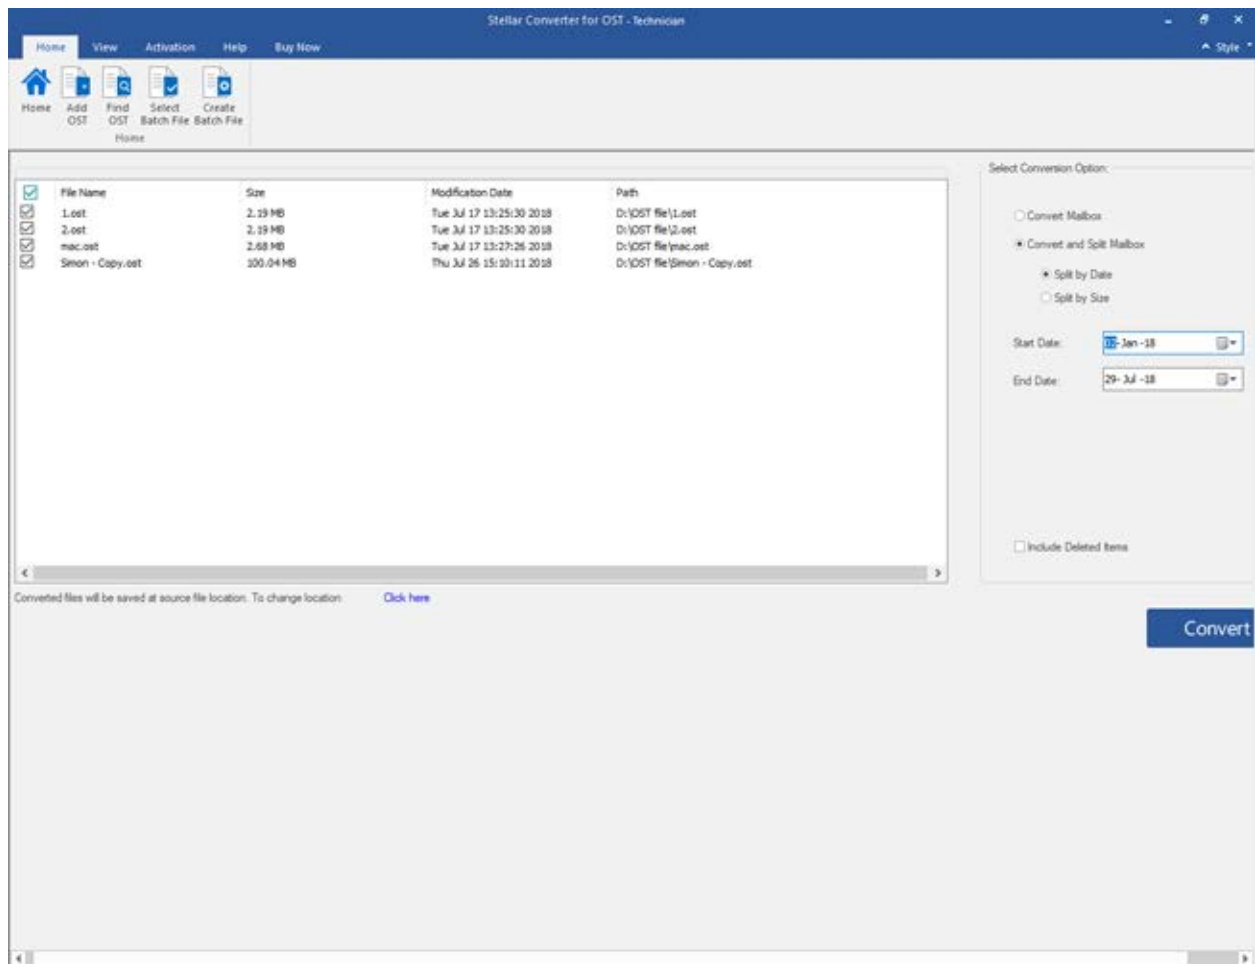 Stellar Converter for OST - Technician
Home View Activation Help Buy Now Style
Home Add OST Find OST Select Batch File Create Batch File
Home
Select Conversion Option:
File Name Size Modification Date Path
1.ost 2.19 MB Tue Jul 17 13:25:30 2018 D:\OST file\1.ost
2.ost 2.19 MB Tue Jul 17 13:25:30 2018 D:\OST file\2.ost
mac.ost 2.68 MB Tue Jul 17 13:27:26 2018 D:\OST file\mac.ost
Simon - Copy.ost 100.04 MB Thu Jul 26 15:10:11 2018 D:\OST file\Simon - Copy.ost
Convert Mailbox
Convert and Split Mailbox
Split by Date
Split by Size
Start Date: 02-Jan -18
End Date: 29- Jul -18
Include Deleted Items
Converted files will be saved at source file location. To change location Click here
Convert